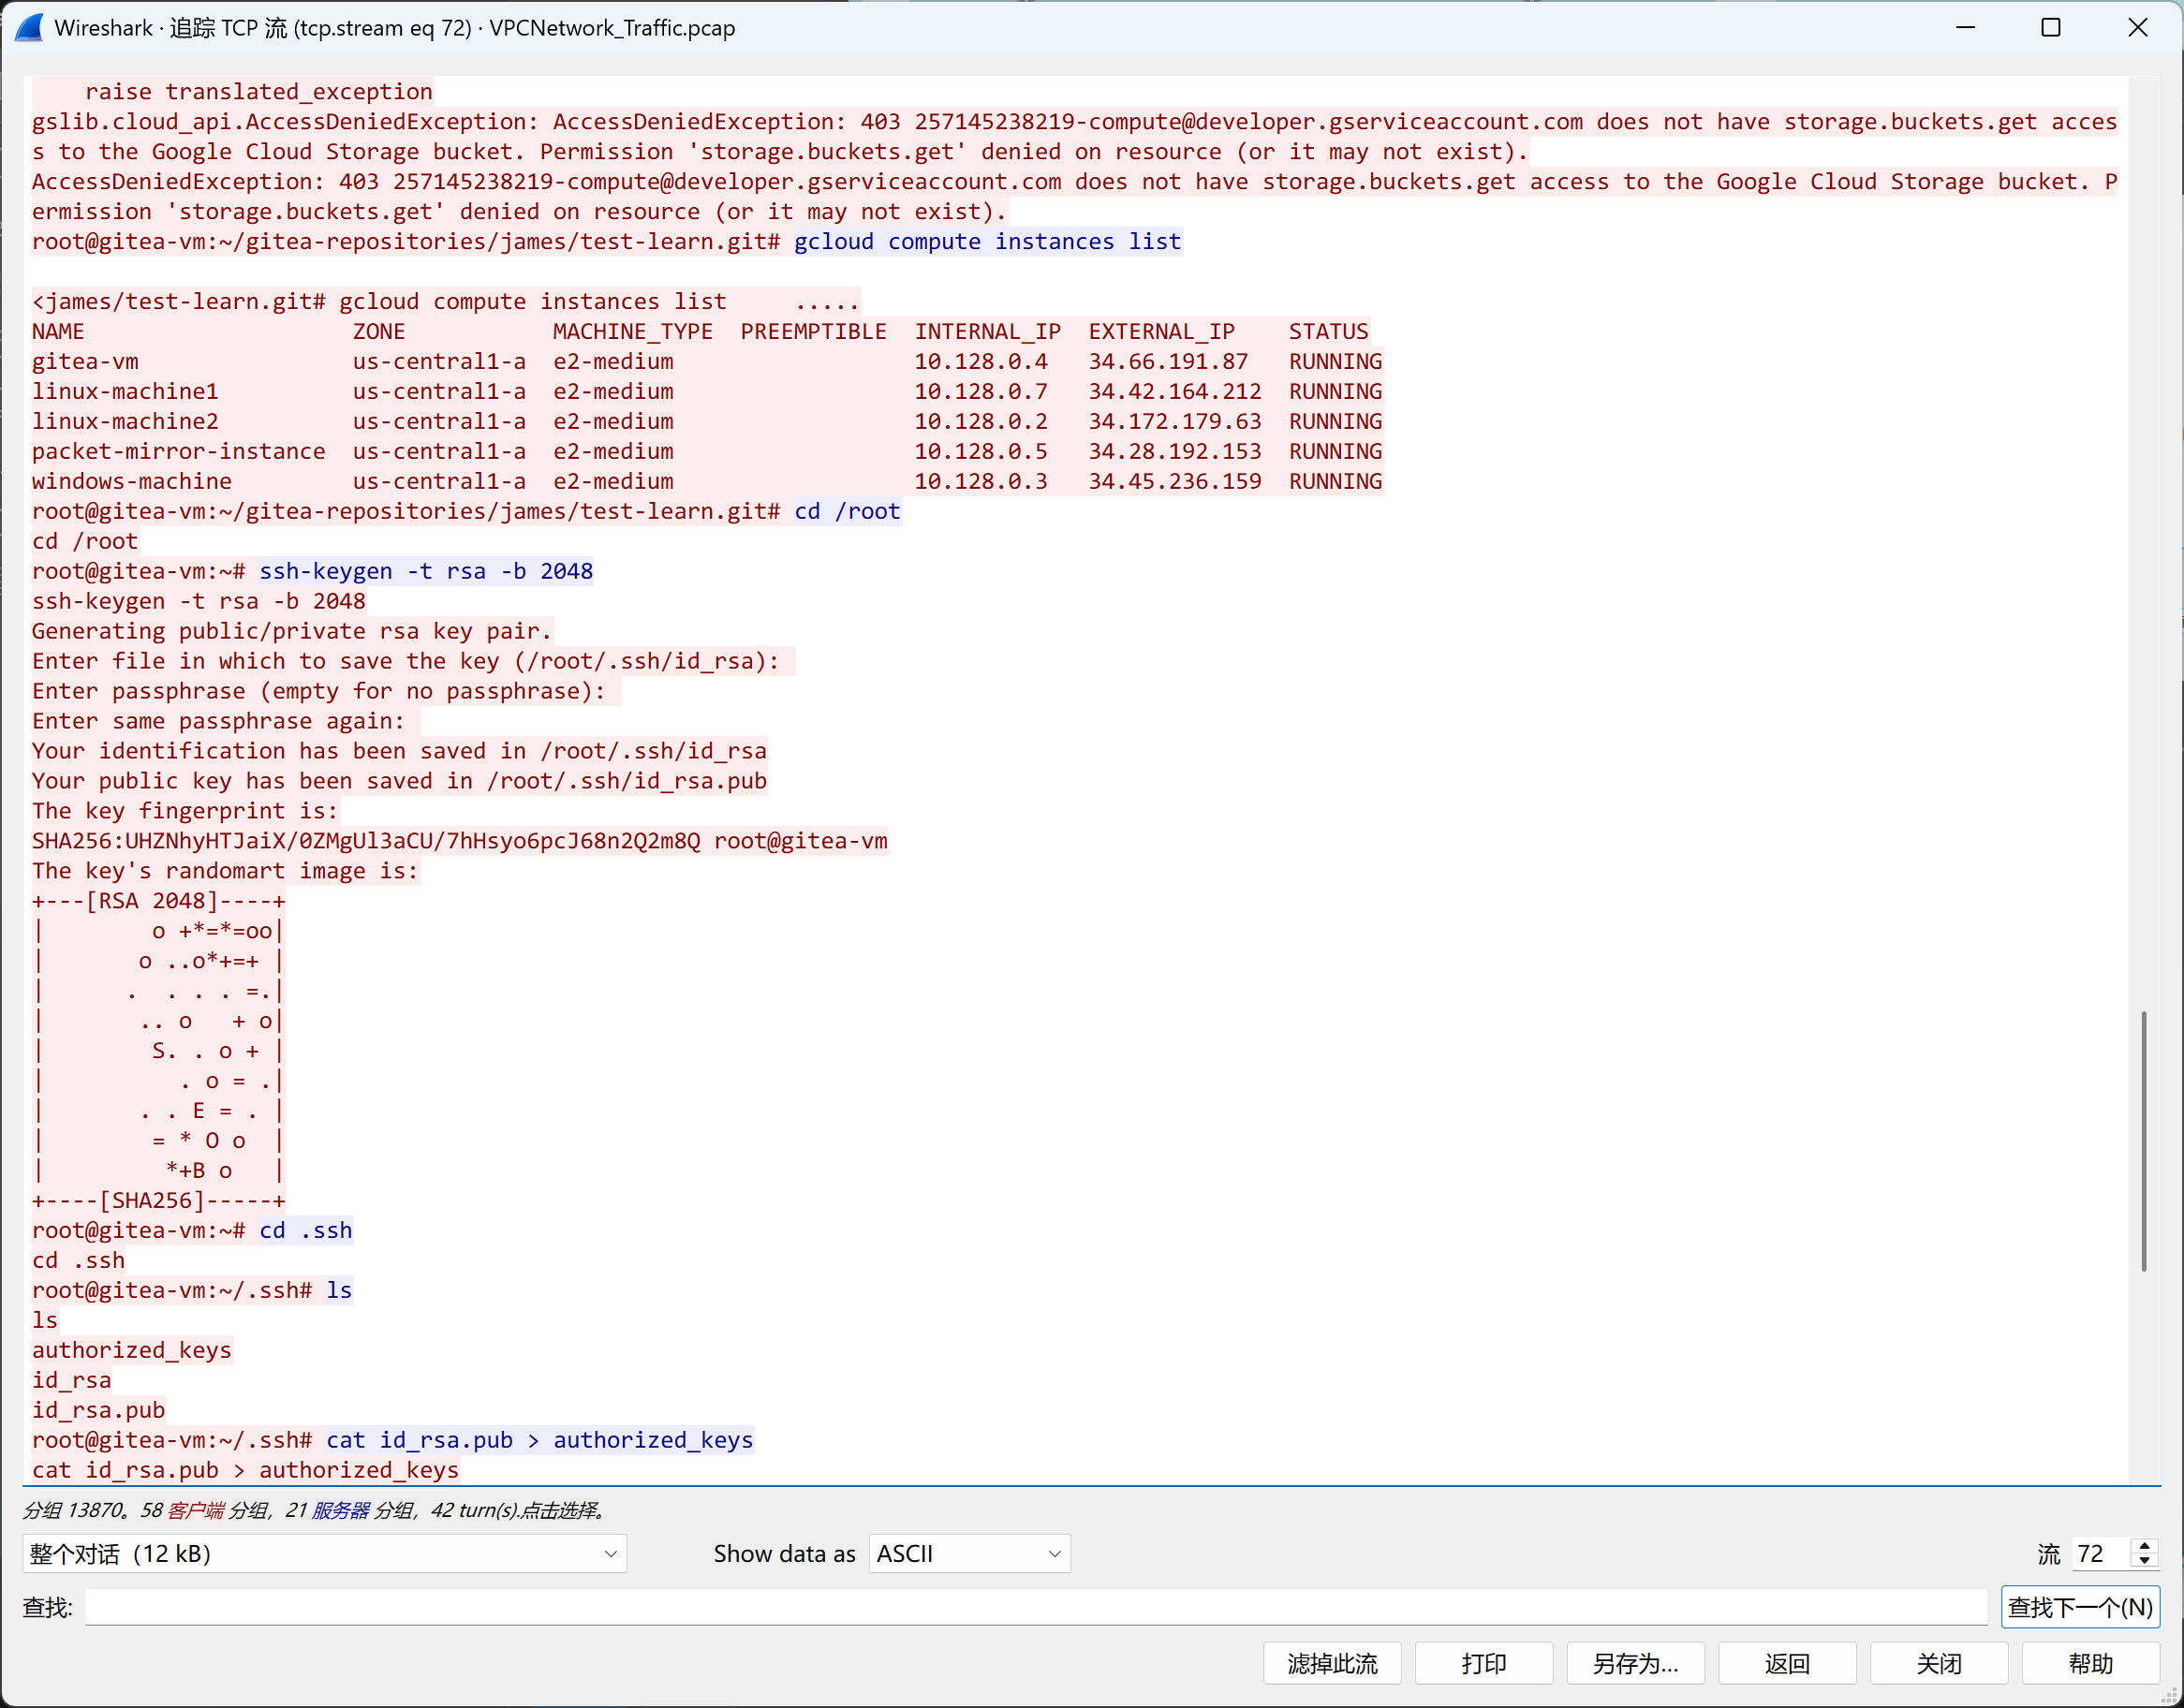 Wireshark · 追踪 TCP 流 (tcp.stream eq 72) · VPCNetwork_Traffic.pcap
    raise translated_exception
gslib.cloud_api.AccessDeniedException: AccessDeniedException: 403 257145238219-compute@developer.gserviceaccount.com does not have storage.buckets.get acces
s to the Google Cloud Storage bucket. Permission 'storage.buckets.get' denied on resource (or it may not exist).
AccessDeniedException: 403 257145238219-compute@developer.gserviceaccount.com does not have storage.buckets.get access to the Google Cloud Storage bucket. P
ermission 'storage.buckets.get' denied on resource (or it may not exist).
root@gitea-vm:~/gitea-repositories/james/test-learn.git# gcloud compute instances list
<james/test-learn.git# gcloud compute instances list     .....
NAME                    ZONE           MACHINE_TYPE  PREEMPTIBLE  INTERNAL_IP  EXTERNAL_IP    STATUS
gitea-vm                us-central1-a  e2-medium                  10.128.0.4   34.66.191.87   RUNNING
linux-machine1          us-central1-a  e2-medium                  10.128.0.7   34.42.164.212  RUNNING
linux-machine2          us-central1-a  e2-medium                  10.128.0.2   34.172.179.63  RUNNING
packet-mirror-instance  us-central1-a  e2-medium                  10.128.0.5   34.28.192.153  RUNNING
windows-machine         us-central1-a  e2-medium                  10.128.0.3   34.45.236.159  RUNNING
root@gitea-vm:~/gitea-repositories/james/test-learn.git# cd /root
cd /root
root@gitea-vm:~# ssh-keygen -t rsa -b 2048
ssh-keygen -t rsa -b 2048
Generating public/private rsa key pair.
Enter file in which to save the key (/root/.ssh/id_rsa):
Enter passphrase (empty for no passphrase):
Enter same passphrase again:
Your identification has been saved in /root/.ssh/id_rsa
Your public key has been saved in /root/.ssh/id_rsa.pub
The key fingerprint is:
SHA256:UHZNhyHTJaiX/0ZMgUl3aCU/7hHsyo6pcJ68n2Q2m8Q root@gitea-vm
The key's randomart image is:
+---[RSA 2048]----+
|        o +*=*=oo|
|       o ..o*+=+ |
|      .  . . . =.|
|       .. o   + o|
|        S. . o + |
|          . o = .|
|       . . E = . |
|        = * O o  |
|         *+B o   |
+----[SHA256]-----+
root@gitea-vm:~# cd .ssh
cd .ssh
root@gitea-vm:~/.ssh# ls
ls
authorized_keys
id_rsa
id_rsa.pub
root@gitea-vm:~/.ssh# cat id_rsa.pub > authorized_keys
cat id_rsa.pub > authorized_keys
分组 13870。58 客户端 分组，21 服务器 分组，42 turn(s).点击选择。
整个对话（12 kB） Show data as ASCII 流 72
查找: 查找下一个(N)
滤掉此流 打印 另存为… 返回 关闭 帮助